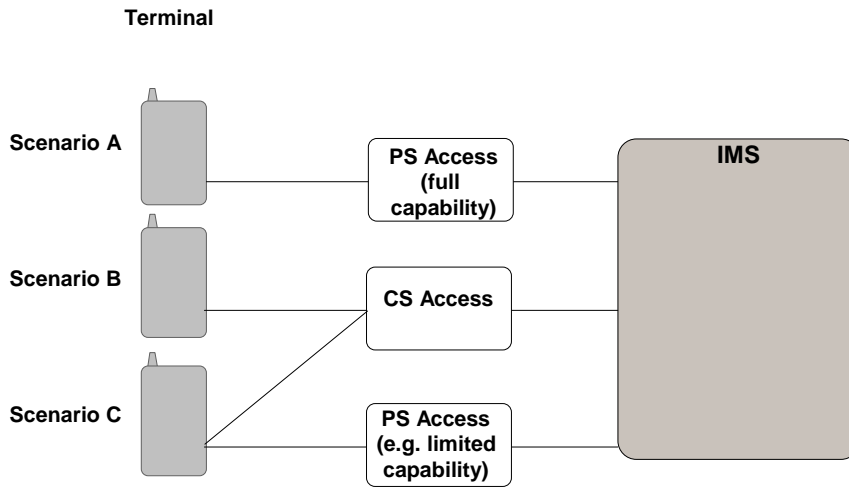 Terminal
Scenario A
PS Access
(full
capability)
IMS
Scenario B
CS Access
Scenario C
PS Access
(e.g. limited
capability)